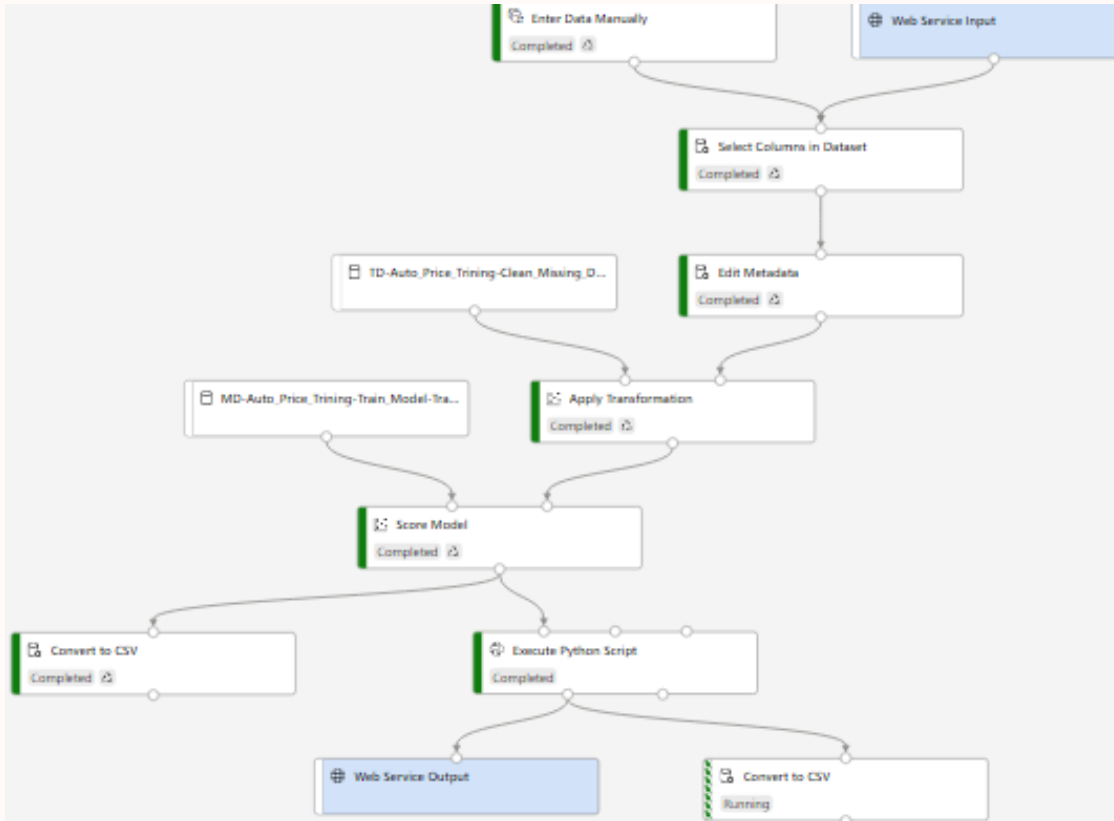 Enter Data Manually
Completed
Web Service Input
Select Columns in Dataset
Completed
TD-Auto_Price_Trining-Clean_Missing_D...
Edit Metadata
Completed
MD-Auto_Price_Trining-Train_Model-Tra...
Apply Transformation
Completed
Score Model
Completed
Convert to CSV
Completed
Execute Python Script
Completed
Web Service Output
Convert to CSV
Running